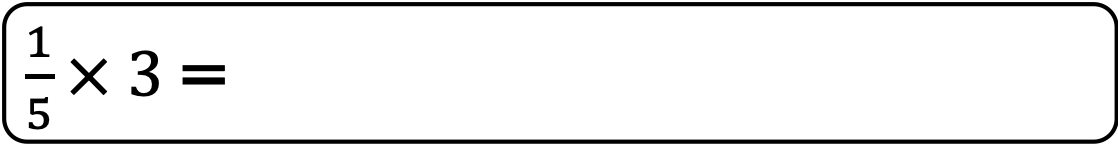 1/5 × 3 =